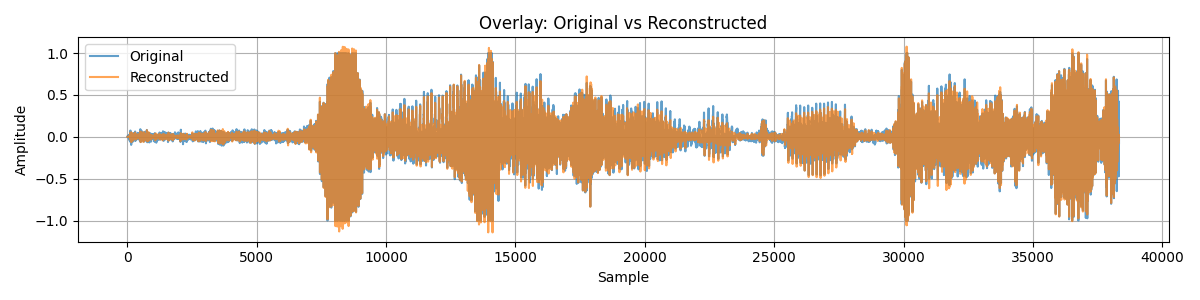 Overlay: Original vs Reconstructed
Original
Reconstructed
Amplitude
1.0
0.5
0.0
−0.5
−1.0
0 5000 10000 15000 20000 25000 30000 35000 40000
Sample